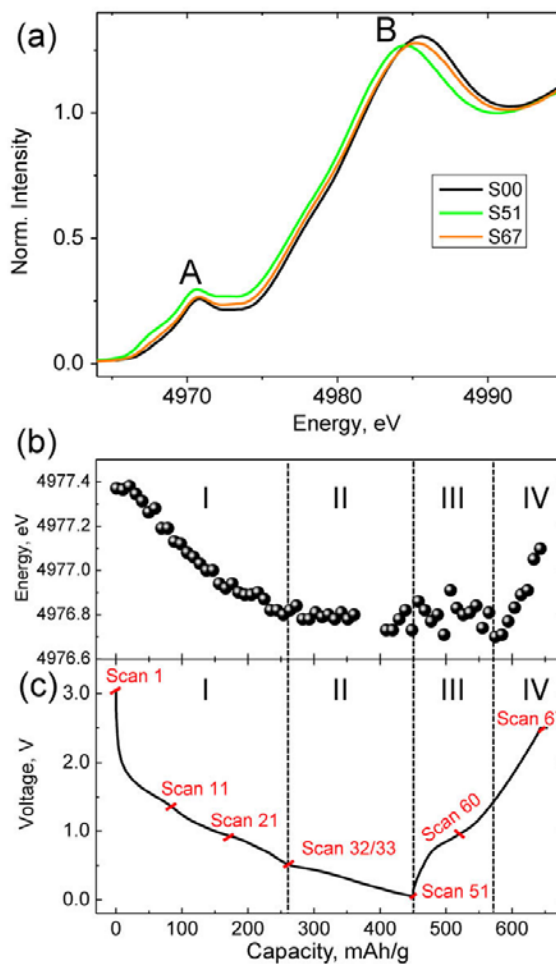 (a)
B
A
S00
S51
S67
Norm. Intensity
1.0
0.5
0.0
4970
4980
4990
Energy, eV
(b)
I
II
III
IV
Energy, eV
4977.4
4977.2
4977.0
4976.8
4976.6
(c)
Scan 1
I
II
III
IV
Scan 67
Scan 11
Scan 21
Scan 32/33
Scan 60
Scan 51
Voltage, V
3.0
2.0
1.0
0.0
0 100 200 300 400 500 600
Capacity, mAh/g